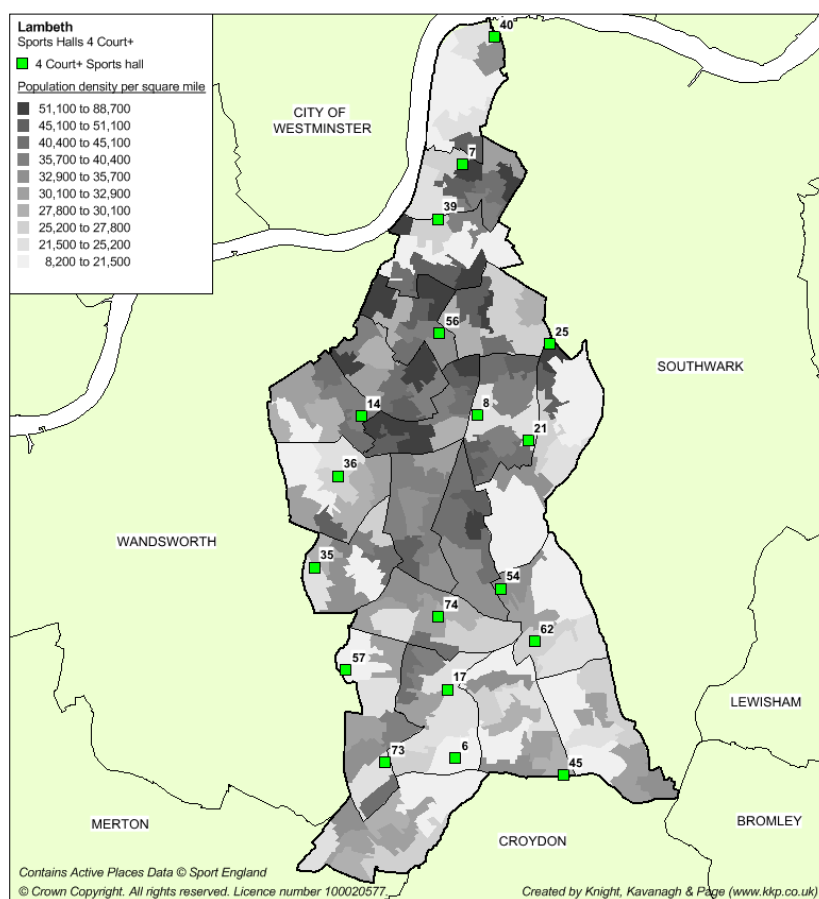 Lambeth
Sports Halls 4 Court+
4 Court+ Sports hall
Population density per square mile
51,100 to 88,700
45,100 to 51,100
40,400 to 45,100
35,700 to 40,400
32,900 to 35,700
30,100 to 32,900
27,800 to 30,100
25,200 to 27,800
21,500 to 25,200
8,200 to 21,500
40
CITY OF
WESTMINSTER
7
39
56
25
SOUTHWARK
14
8
21
36
WANDSWORTH
35
54
74
62
57
17
LEWISHAM
73
6
45
MERTON
BROMLEY
CROYDON
Contains Active Places Data © Sport England
© Crown Copyright. All rights reserved. Licence number 100020577.
Created by Knight, Kavanagh & Page (www.kkp.co.uk)